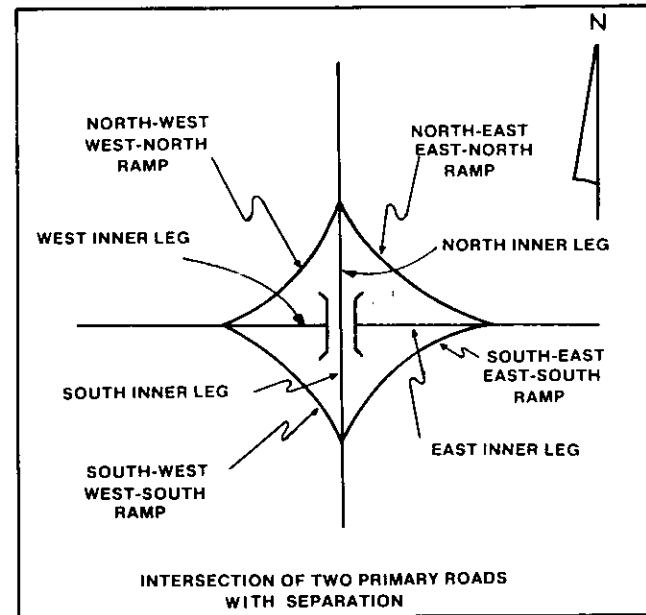 N
NORTH-WEST
WEST-NORTH
RAMP
NORTH-EAST
EAST-NORTH
RAMP
WEST INNER LEG
NORTH INNER LEG
SOUTH INNER LEG
SOUTH-EAST
EAST-SOUTH
RAMP
EAST INNER LEG
SOUTH-WEST
WEST-SOUTH
RAMP
INTERSECTION OF TWO PRIMARY ROADS
WITH SEPARATION